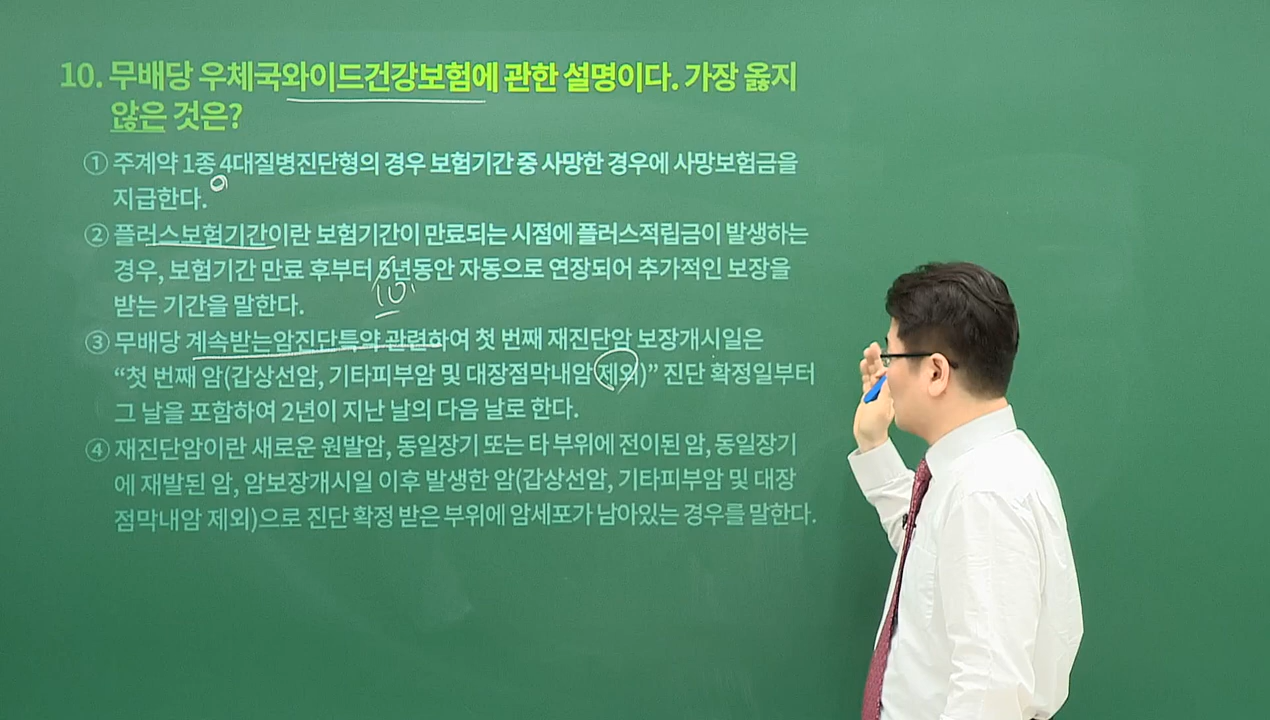 10. 무배당 우체국와이드건강보험에 관한 설명이다. 가장 옳지
않은 것은?
① 주계약 1종 4대질병진단형의 경우 보험기간 중 사망한 경우에 사망보험금을
지급한다.
② 플러스보험기간이란 보험기간이 만료되는 시점에 플러스적립금이 발생하는
경우, 보험기간 만료 후부터 5년동안 자동으로 연장되어 추가적인 보장을
10
받는 기간을 말한다.
③ 무배당 계속받는암진단특약 관련하여 첫 번째 재진단암 보장개시일은
“첫 번째 암(갑상선암, 기타피부암 및 대장점막내암 제외)” 진단 확정일부터
그 날을 포함하여 2년이 지난 날의 다음 날로 한다.
④ 재진단암이란 새로운 원발암, 동일장기 또는 타 부위에 전이된 암, 동일장기
에 재발된 암, 암보장개시일 이후 발생한 암(갑상선암, 기타피부암 및 대장
점막내암 제외)으로 진단 확정 받은 부위에 암세포가 남아있는 경우를 말한다.